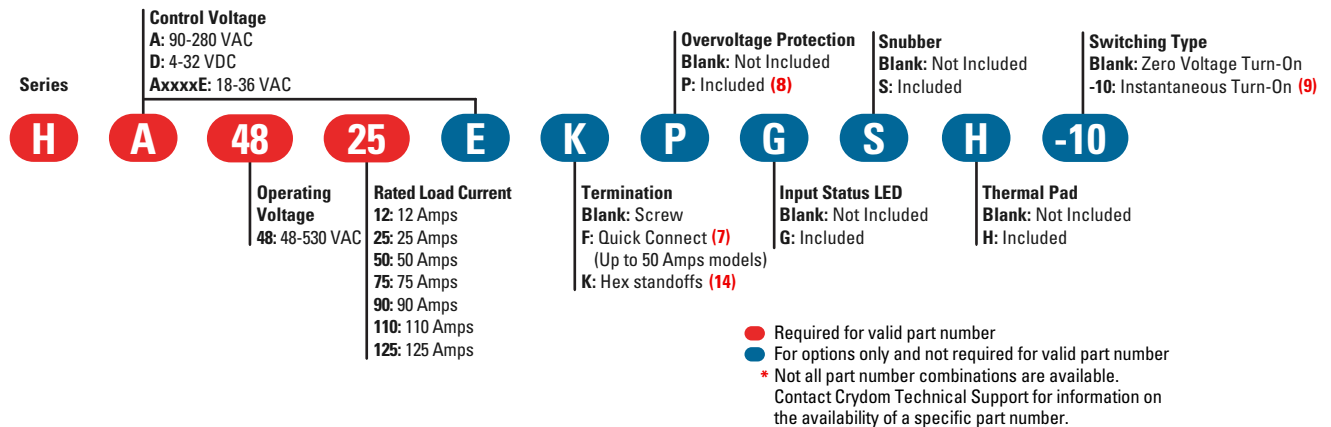 Control Voltage
A: 90-280 VAC
D: 4-32 VDC
AxxxxE: 18-36 VAC
Overvoltage Protection
Blank: Not Included
P: Included (8)
Snubber
Blank: Not Included
S: Included
Switching Type
Blank: Zero Voltage Turn-On
-10: Instantaneous Turn-On (9)
Series
H A 48 25 E K P G S H -10
Operating
Voltage
48: 48-530 VAC
Rated Load Current
12: 12 Amps
25: 25 Amps
50: 50 Amps
75: 75 Amps
90: 90 Amps
110: 110 Amps
125: 125 Amps
Termination
Blank: Screw
F: Quick Connect (7)
(Up to 50 Amps models)
K: Hex standoffs (14)
Input Status LED
Blank: Not Included
G: Included
Thermal Pad
Blank: Not Included
H: Included
Required for valid part number
For options only and not required for valid part number
* Not all part number combinations are available.
Contact Crydom Technical Support for information on
the availability of a specific part number.